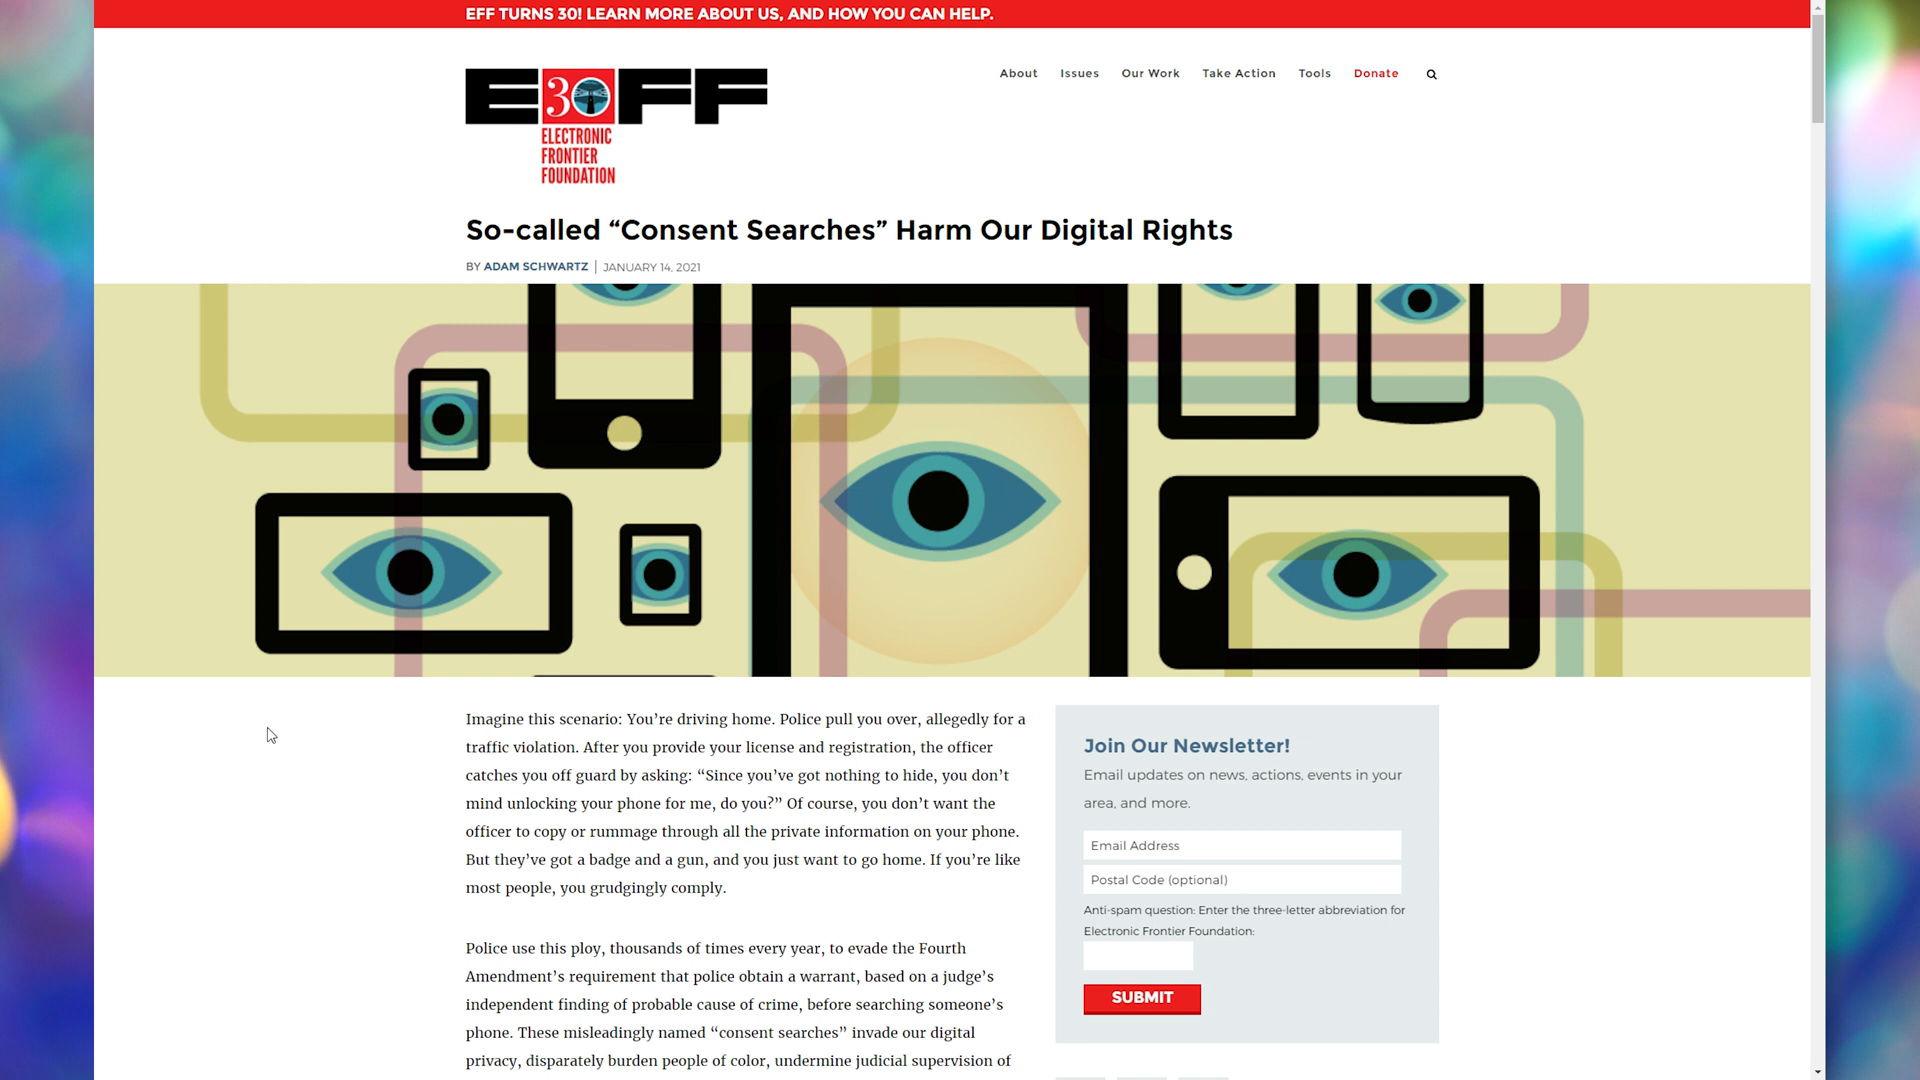 EFF TURNS 30! LEARN MORE ABOUT US, AND HOW YOU CAN HELP.
About Issues Our Work Take Action Tools Donate
E30FF
ELECTRONIC
FRONTIER
FOUNDATION
So-called “Consent Searches” Harm Our Digital Rights
BY ADAM SCHWARTZ | JANUARY 14, 2021
Imagine this scenario: You’re driving home. Police pull you over, allegedly for a
traffic violation. After you provide your license and registration, the officer
catches you off guard by asking: “Since you’ve got nothing to hide, you don’t
mind unlocking your phone for me, do you?” Of course, you don’t want the
officer to copy or rummage through all the private information on your phone.
But they’ve got a badge and a gun, and you just want to go home. If you’re like
most people, you grudgingly comply.
Police use this ploy, thousands of times every year, to evade the Fourth
Amendment’s requirement that police obtain a warrant, based on a judge’s
independent finding of probable cause of crime, before searching someone’s
phone. These misleadingly named “consent searches” invade our digital
privacy, disparately burden people of color, undermine judicial supervision of
Join Our Newsletter!
Email updates on news, actions, events in your
area, and more.
Email Address
Postal Code (optional)
Anti-spam question: Enter the three-letter abbreviation for
Electronic Frontier Foundation:
SUBMIT